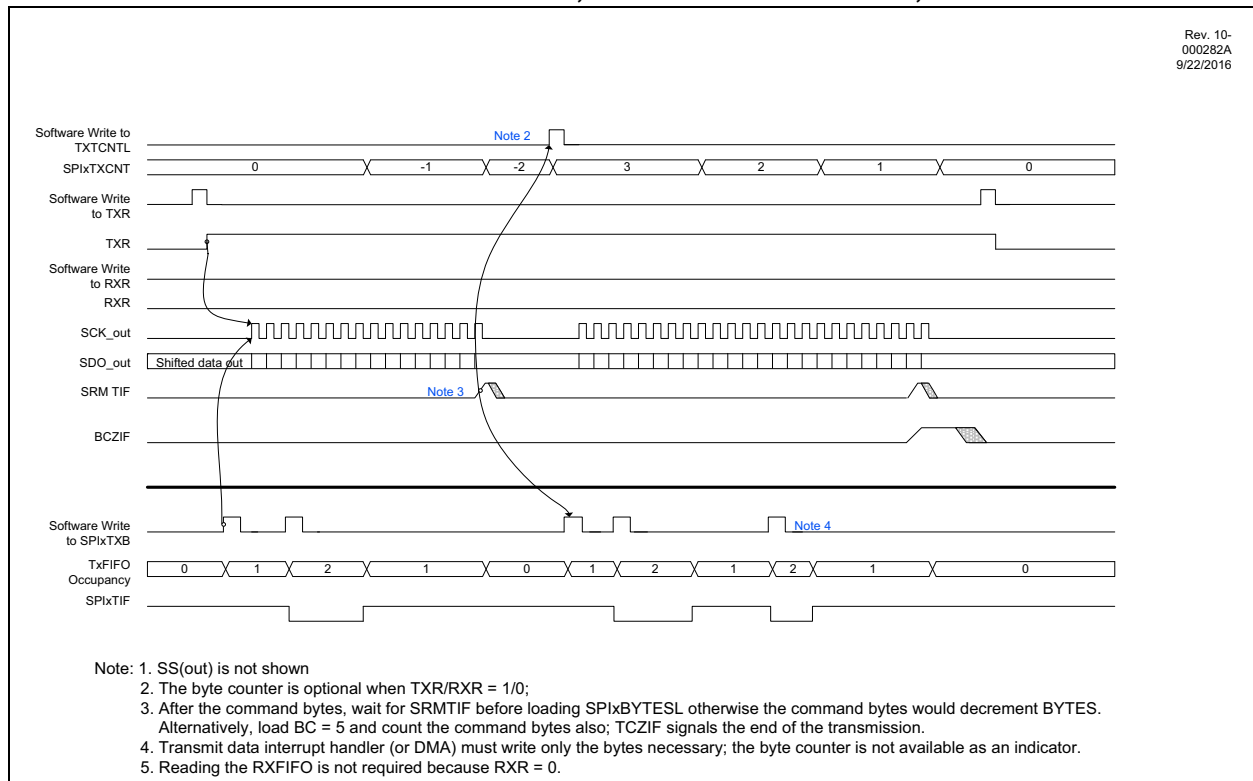 Rev. 10-
000282A
9/22/2016
Software Write to
TXTCNTL
Note 2
SPIxTXCNT
0 -1 -2 3 2 1 0
Software Write
to TXR
TXR
Software Write
to RXR
RXR
SCK_out
SDO_out
Shifted data out
SRM TIF
Note 3
BCZIF
Software Write
to SPIxTXB
Note 4
TxFIFO
Occupancy
0 1 2 1 0 1 2 1 2 1 0
SPIxTIF
Note: 1. SS(out) is not shown
2. The byte counter is optional when TXR/RXR = 1/0;
3. After the command bytes, wait for SRMTIF before loading SPIxBYTESL otherwise the command bytes would decrement BYTES.
Alternatively, load BC = 5 and count the command bytes also; TCZIF signals the end of the transmission.
4. Transmit data interrupt handler (or DMA) must write only the bytes necessary; the byte counter is not available as an indicator.
5. Reading the RXFIFO is not required because RXR = 0.